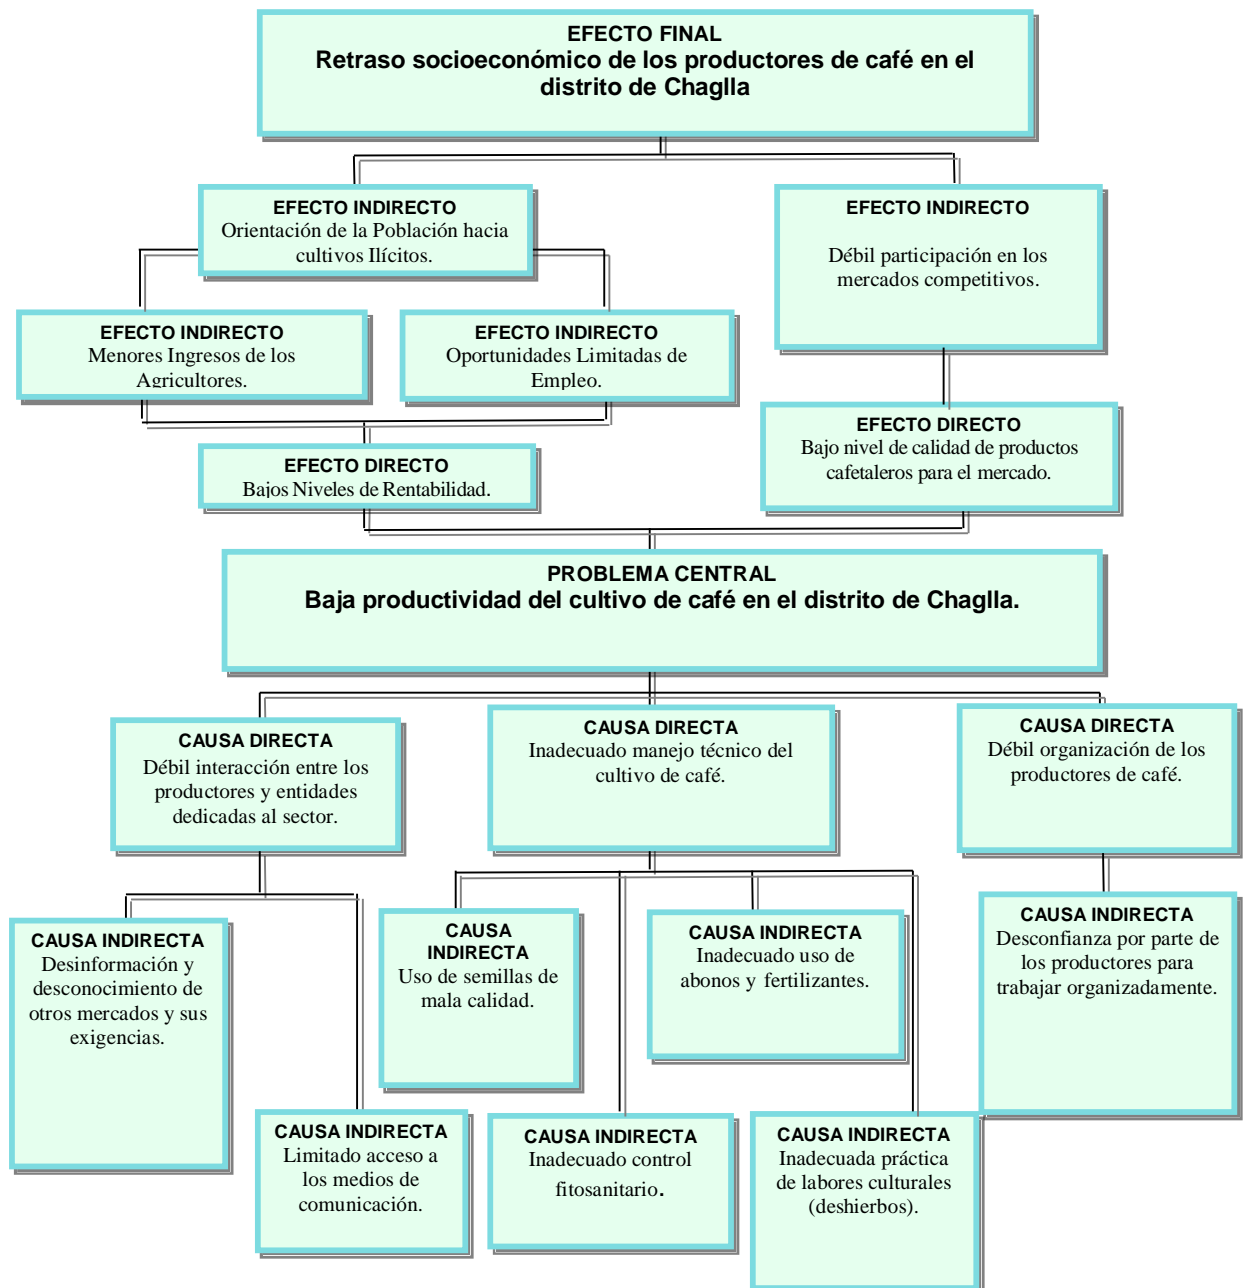 EFECTO FINAL
Retraso socioeconómico de los productores de café en el
distrito de Chaglla
EFECTO INDIRECTO
Orientación de la Población hacia
cultivos Ilícitos.
EFECTO INDIRECTO
Débil participación en los
mercados competitivos.
EFECTO INDIRECTO
Menores Ingresos de los
Agricultores.
EFECTO INDIRECTO
Oportunidades Limitadas de
Empleo.
EFECTO DIRECTO
Bajos Niveles de Rentabilidad.
EFECTO DIRECTO
Bajo nivel de calidad de productos
cafetaleros para el mercado.
PROBLEMA CENTRAL
Baja productividad del cultivo de café en el distrito de Chaglla.
CAUSA DIRECTA
Débil interacción entre los
productores y entidades
dedicadas al sector.
CAUSA DIRECTA
Inadecuado manejo técnico del
cultivo de café.
CAUSA DIRECTA
Débil organización de los
productores de café.
CAUSA INDIRECTA
Desinformación y
desconocimiento de
otros mercados y sus
exigencias.
CAUSA
INDIRECTA
Uso de semillas de
mala calidad.
CAUSA INDIRECTA
Inadecuado uso de
abonos y fertilizantes.
CAUSA INDIRECTA
Desconfianza por parte de
los productores para
trabajar organizadamente.
CAUSA INDIRECTA
Limitado acceso a
los medios de
comunicación.
CAUSA INDIRECTA
Inadecuado control
fitosanitario.
CAUSA INDIRECTA
Inadecuada práctica
de labores culturales
(deshierbos).